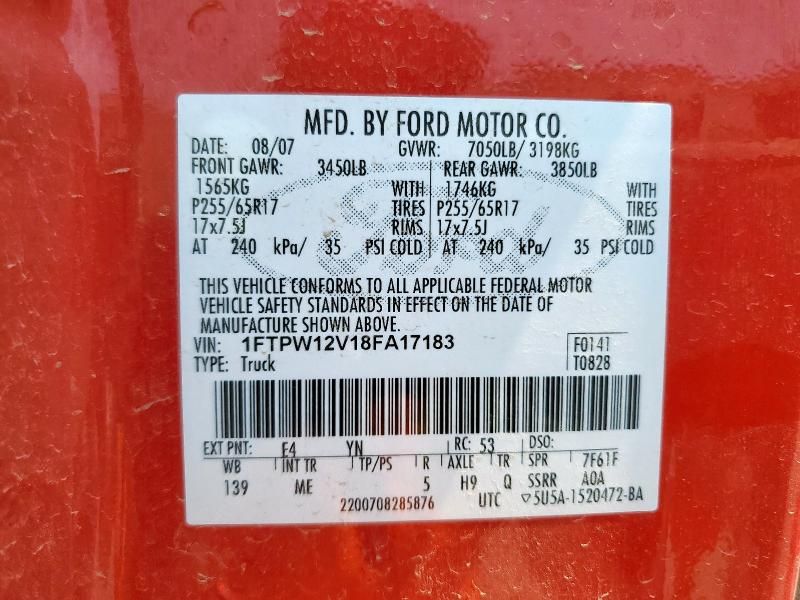 MFD. BY FORD MOTOR CO.
DATE: 08/07 GVWR: 7050LB/ 3198KG
FRONT GAWR: 3450LB REAR GAWR: 3850LB
1565KG WITH 1746KG WITH
P255/65R17 TIRES P255/65R17 TIRES
17x7.5J RIMS 17x7.5J RIMS
AT 240 kPa/ 35 PSI COLD AT 240 kPa/ 35 PSI COLD
THIS VEHICLE CONFORMS TO ALL APPLICABLE FEDERAL MOTOR
VEHICLE SAFETY STANDARDS IN EFFECT ON THE DATE OF
MANUFACTURE SHOWN ABOVE.
VIN: 1FTPW12V18FA17183 F0141
TYPE: Truck T0828
EXT PNT: E4 YN RC: 53 DSO:
WB INT TR TP/PS R AXLE TR SPR 7F61F
139 ME 5 H9 Q SSRR AOA
2200708285876 UTC ▽5U5A-1520472-BA